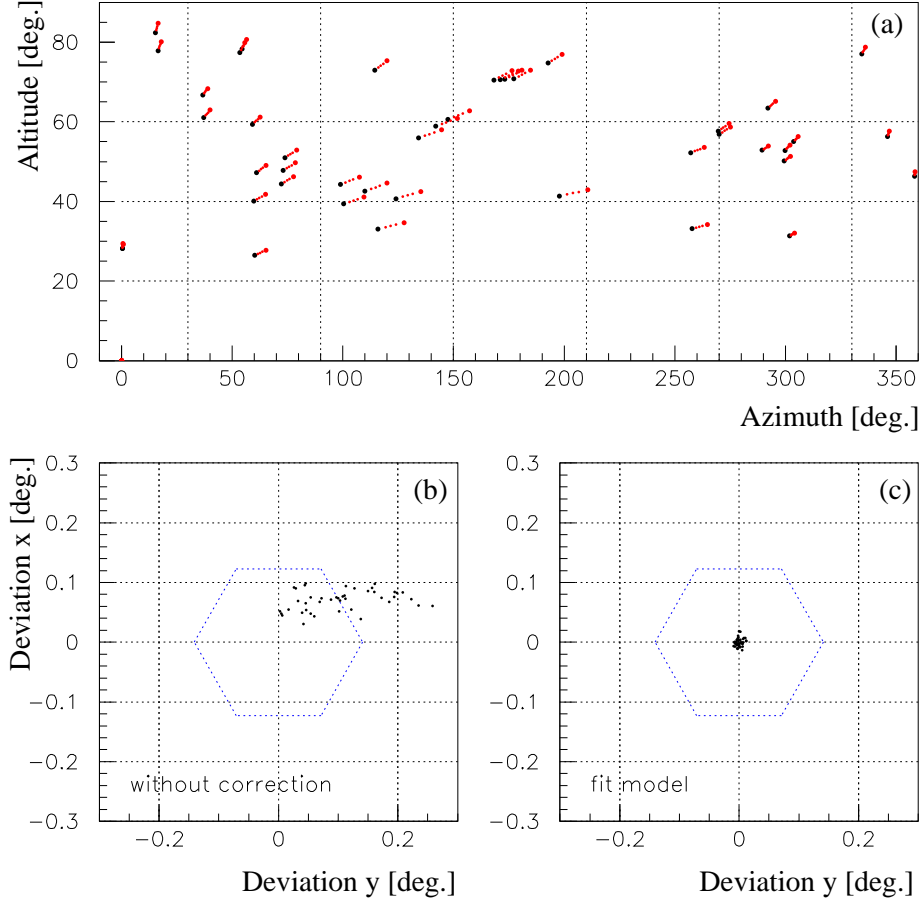 (a)
Altitude [deg.]
80
60
40
20
0
0 50 100 150 200 250 300 350
Azimuth [deg.]
(b)
Deviation x [deg.]
0.3
0.2
0.1
0
−0.1
−0.2
−0.3
without correction
−0.2 0 0.2
Deviation y [deg.]
(c)
0.3
0.2
0.1
0
−0.1
−0.2
−0.3
fit model
−0.2 0 0.2
Deviation y [deg.]